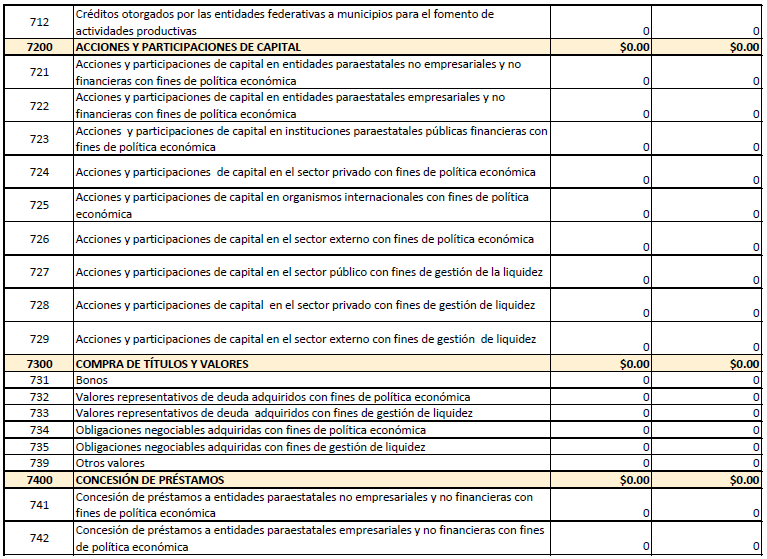 712 Créditos otorgados por las entidades federativas a municipios para el fomento de
actividades productivas 0 0
7200 ACCIONES Y PARTICIPACIONES DE CAPITAL $0.00 $0.00
721 Acciones y participaciones de capital en entidades paraestatales no empresariales y no
financieras con fines de política económica 0 0
722 Acciones y participaciones de capital en entidades paraestatales empresariales y no
financieras con fines de política económica 0 0
723 Acciones y participaciones de capital en instituciones paraestatales públicas financieras con
fines de política económica 0 0
724 Acciones y participaciones de capital en el sector privado con fines de política económica 0 0
725 Acciones y participaciones de capital en organismos internacionales con fines de política
económica 0 0
726 Acciones y participaciones de capital en el sector externo con fines de política económica 0 0
727 Acciones y participaciones de capital en el sector público con fines de gestión de la liquidez 0 0
728 Acciones y participaciones de capital en el sector privado con fines de gestión de liquidez 0 0
729 Acciones y participaciones de capital en el sector externo con fines de gestión de liquidez 0 0
7300 COMPRA DE TÍTULOS Y VALORES $0.00 $0.00
731 Bonos 0 0
732 Valores representativos de deuda adquiridos con fines de política económica 0 0
733 Valores representativos de deuda adquiridos con fines de gestión de liquidez 0 0
734 Obligaciones negociables adquiridas con fines de política económica 0 0
735 Obligaciones negociables adquiridas con fines de gestión de liquidez 0 0
739 Otros valores 0 0
7400 CONCESIÓN DE PRÉSTAMOS $0.00 $0.00
741 Concesión de préstamos a entidades paraestatales no empresariales y no financieras con
fines de política económica 0 0
742 Concesión de préstamos a entidades paraestatales empresariales y no financieras con fines
de política económica 0 0